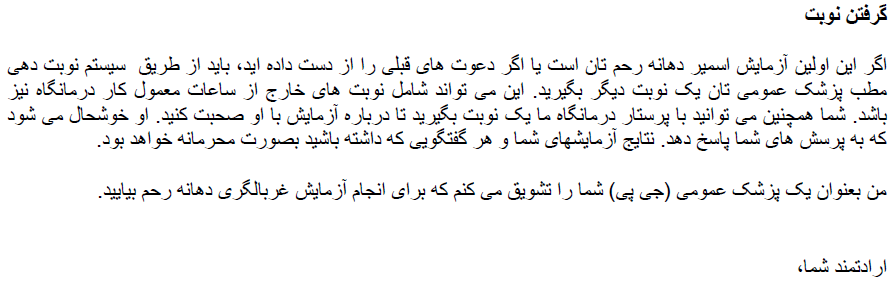 گرفتن نوبت
اگر این اولین آزمایش اسمیر دهانه رحم تان است یا اگر دعوت های قبلی را از دست داده اید، باید از طریق سیستم نوبت دهی
مطب پزشک عمومی تان یک نوبت دیگر بگیرید. این می تواند شامل نوبت های خارج از ساعات معمول کار درمانگاه نیز
باشد. شما همچنین می توانید با پرستار درمانگاه ما یک نوبت بگیرید تا درباره آزمایش با او صحبت کنید. او خوشحال می شود
که به پرسش های شما پاسخ دهد. نتایج آزمایشهای شما و هر گفتگویی که داشته باشید بصورت محرمانه خواهد بود.
من بعنوان یک پزشک عمومی (جی پی) شما را تشویق می کنم که برای انجام آزمایش غربالگری دهانه رحم بیایید.
ارادتمند شما،